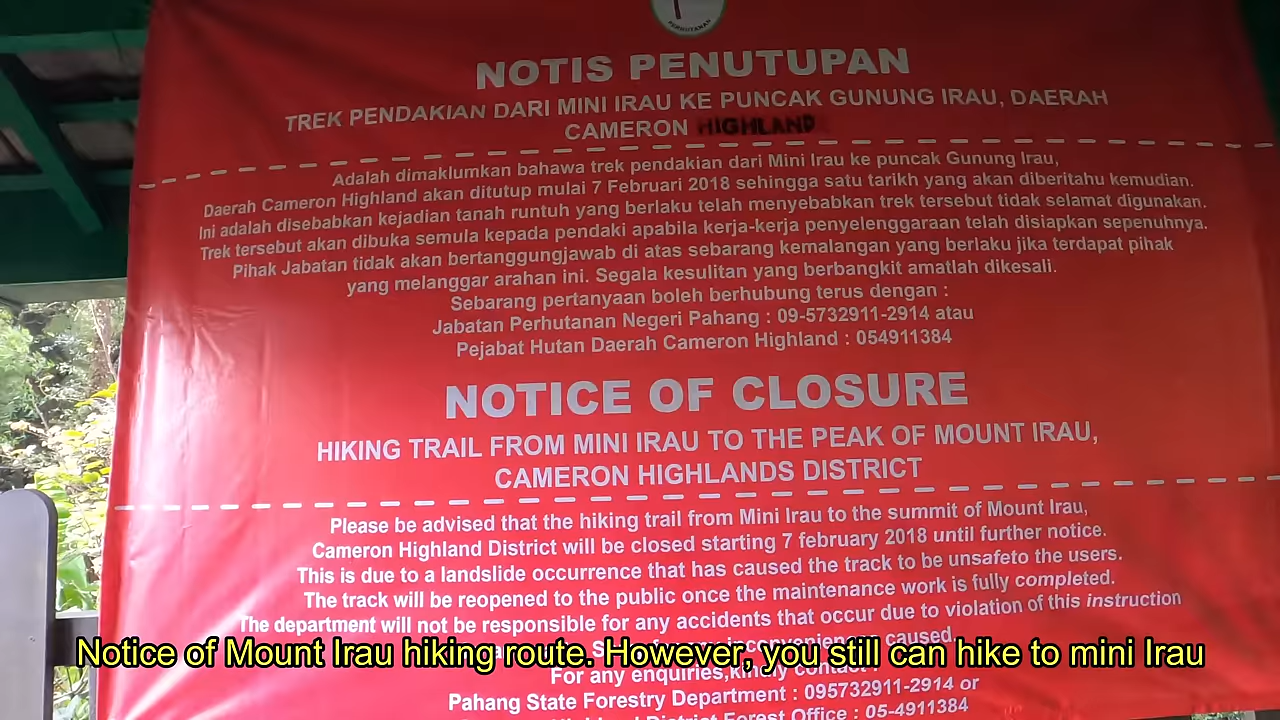 PERHUTANAN
NOTIS PENUTUPAN
TREK PENDAKIAN DARI MINI IRAU KE PUNCAK GUNUNG IRAU, DAERAH
CAMERON HIGHLAND
Adalah dimaklumkan bahawa trek pendakian dari Mini Irau ke puncak Gunung Irau,
Daerah Cameron Highland akan ditutup mulai 7 Februari 2018 sehingga satu tarikh yang akan diberitahu kemudian.
Ini adalah disebabkan kejadian tanah runtuh yang berlaku telah menyebabkan trek tersebut tidak selamat digunakan.
Trek tersebut akan dibuka semula kepada pendaki apabila kerja-kerja penyelenggaraan telah disiapkan sepenuhnya.
Pihak Jabatan tidak akan bertanggungjawab di atas sebarang kemalangan yang berlaku jika terdapat pihak
yang melanggar arahan ini. Segala kesulitan yang berbangkit amatlah dikesali.
Sebarang pertanyaan boleh berhubung terus dengan :
Jabatan Perhutanan Negeri Pahang : 09-5732911-2914 atau
Pejabat Hutan Daerah Cameron Highland : 054911384
NOTICE OF CLOSURE
HIKING TRAIL FROM MINI IRAU TO THE PEAK OF MOUNT IRAU,
CAMERON HIGHLANDS DISTRICT
Please be advised that the hiking trail from Mini Irau to the summit of Mount Irau,
Cameron Highland District will be closed starting 7 february 2018 until further notice.
This is due to a landslide occurrence that has caused the track to be unsafeto the users.
The track will be reopened to the public once the maintenance work is fully completed.
The department will not be responsible for any accidents that occur due to violation of this instruction
inconvenience caused.
Notice of Mount Irau hiking route. However, you still can hike to mini Irau
For any enquiries,kindly contact :
Pahang State Forestry Department : 095732911-2914 or
Highland District Forest Office : 05-4911384